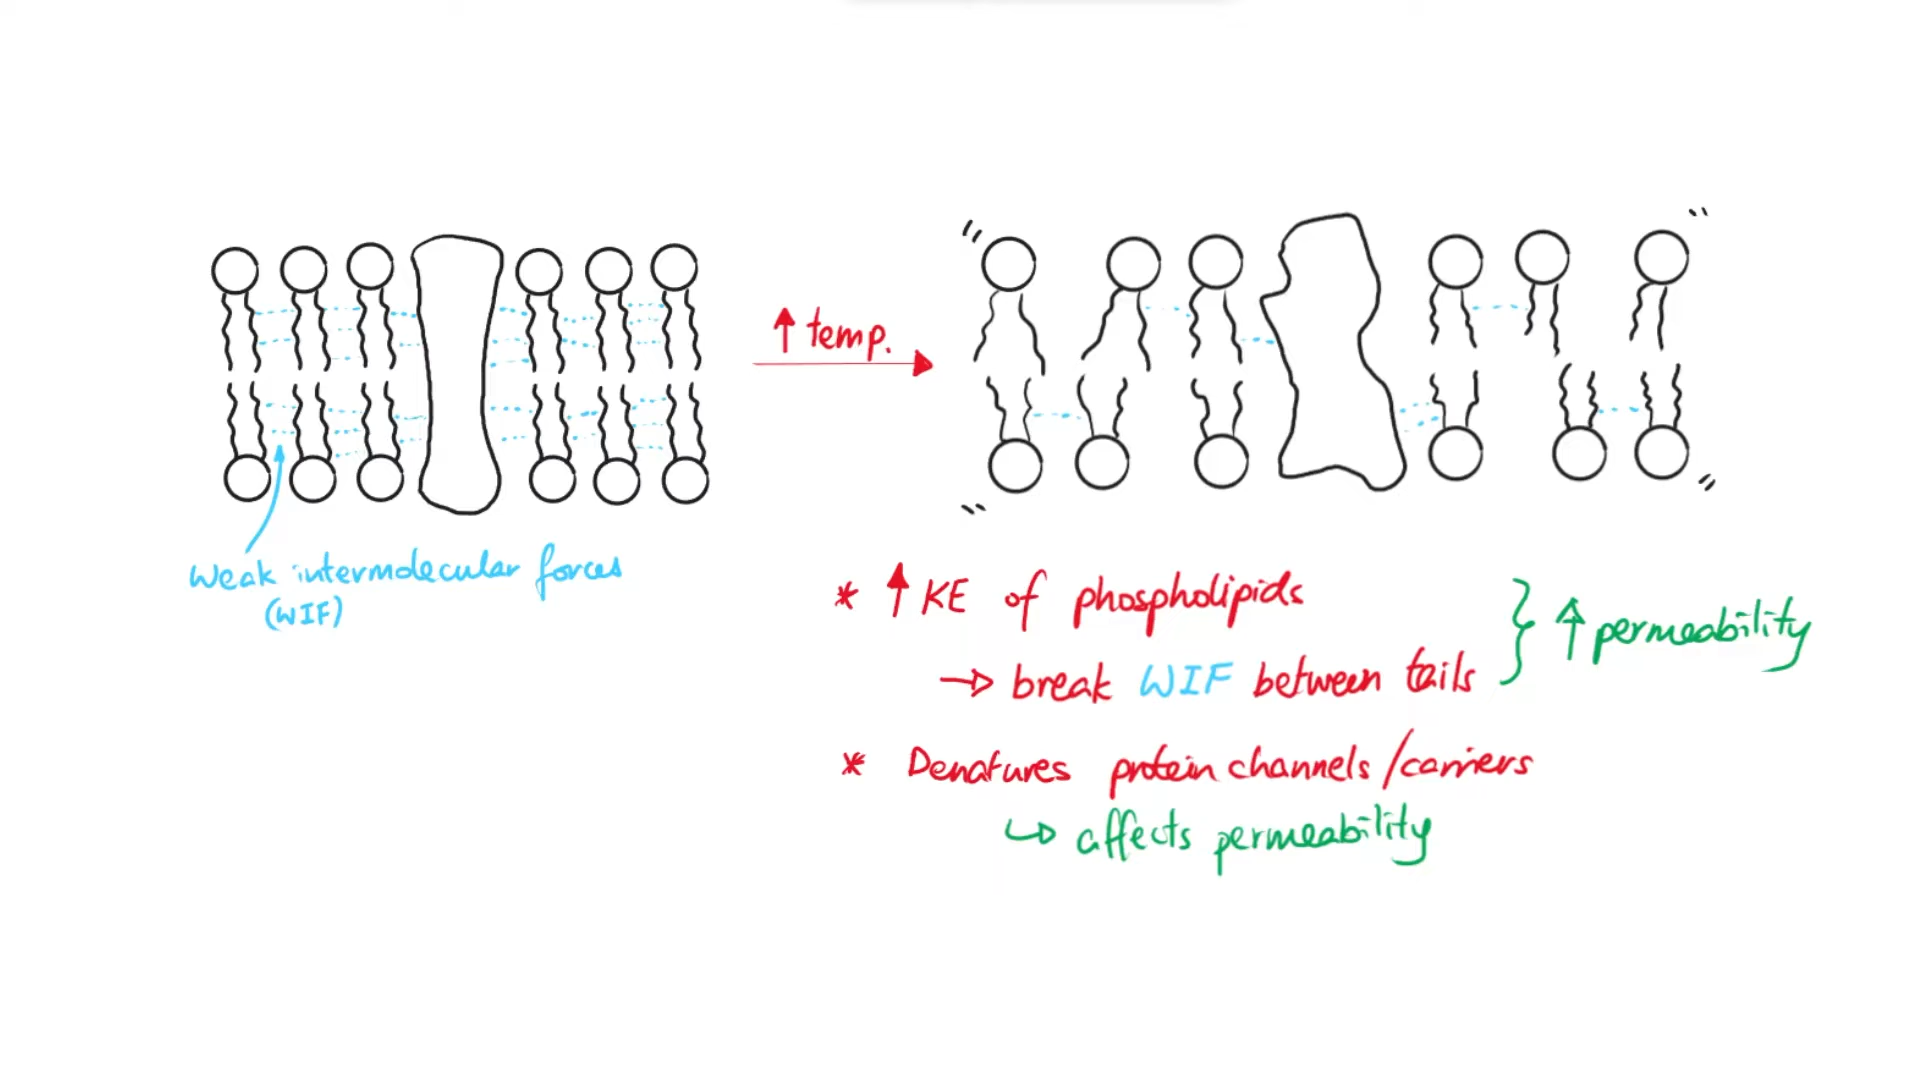 ↑ temp.
Weak intermolecular forces
(WIF)
* ↑ KE of phospholipids
→ break WIF between tails
} ↑ permeability
* Denatures protein channels/carriers
↳ affects permeability